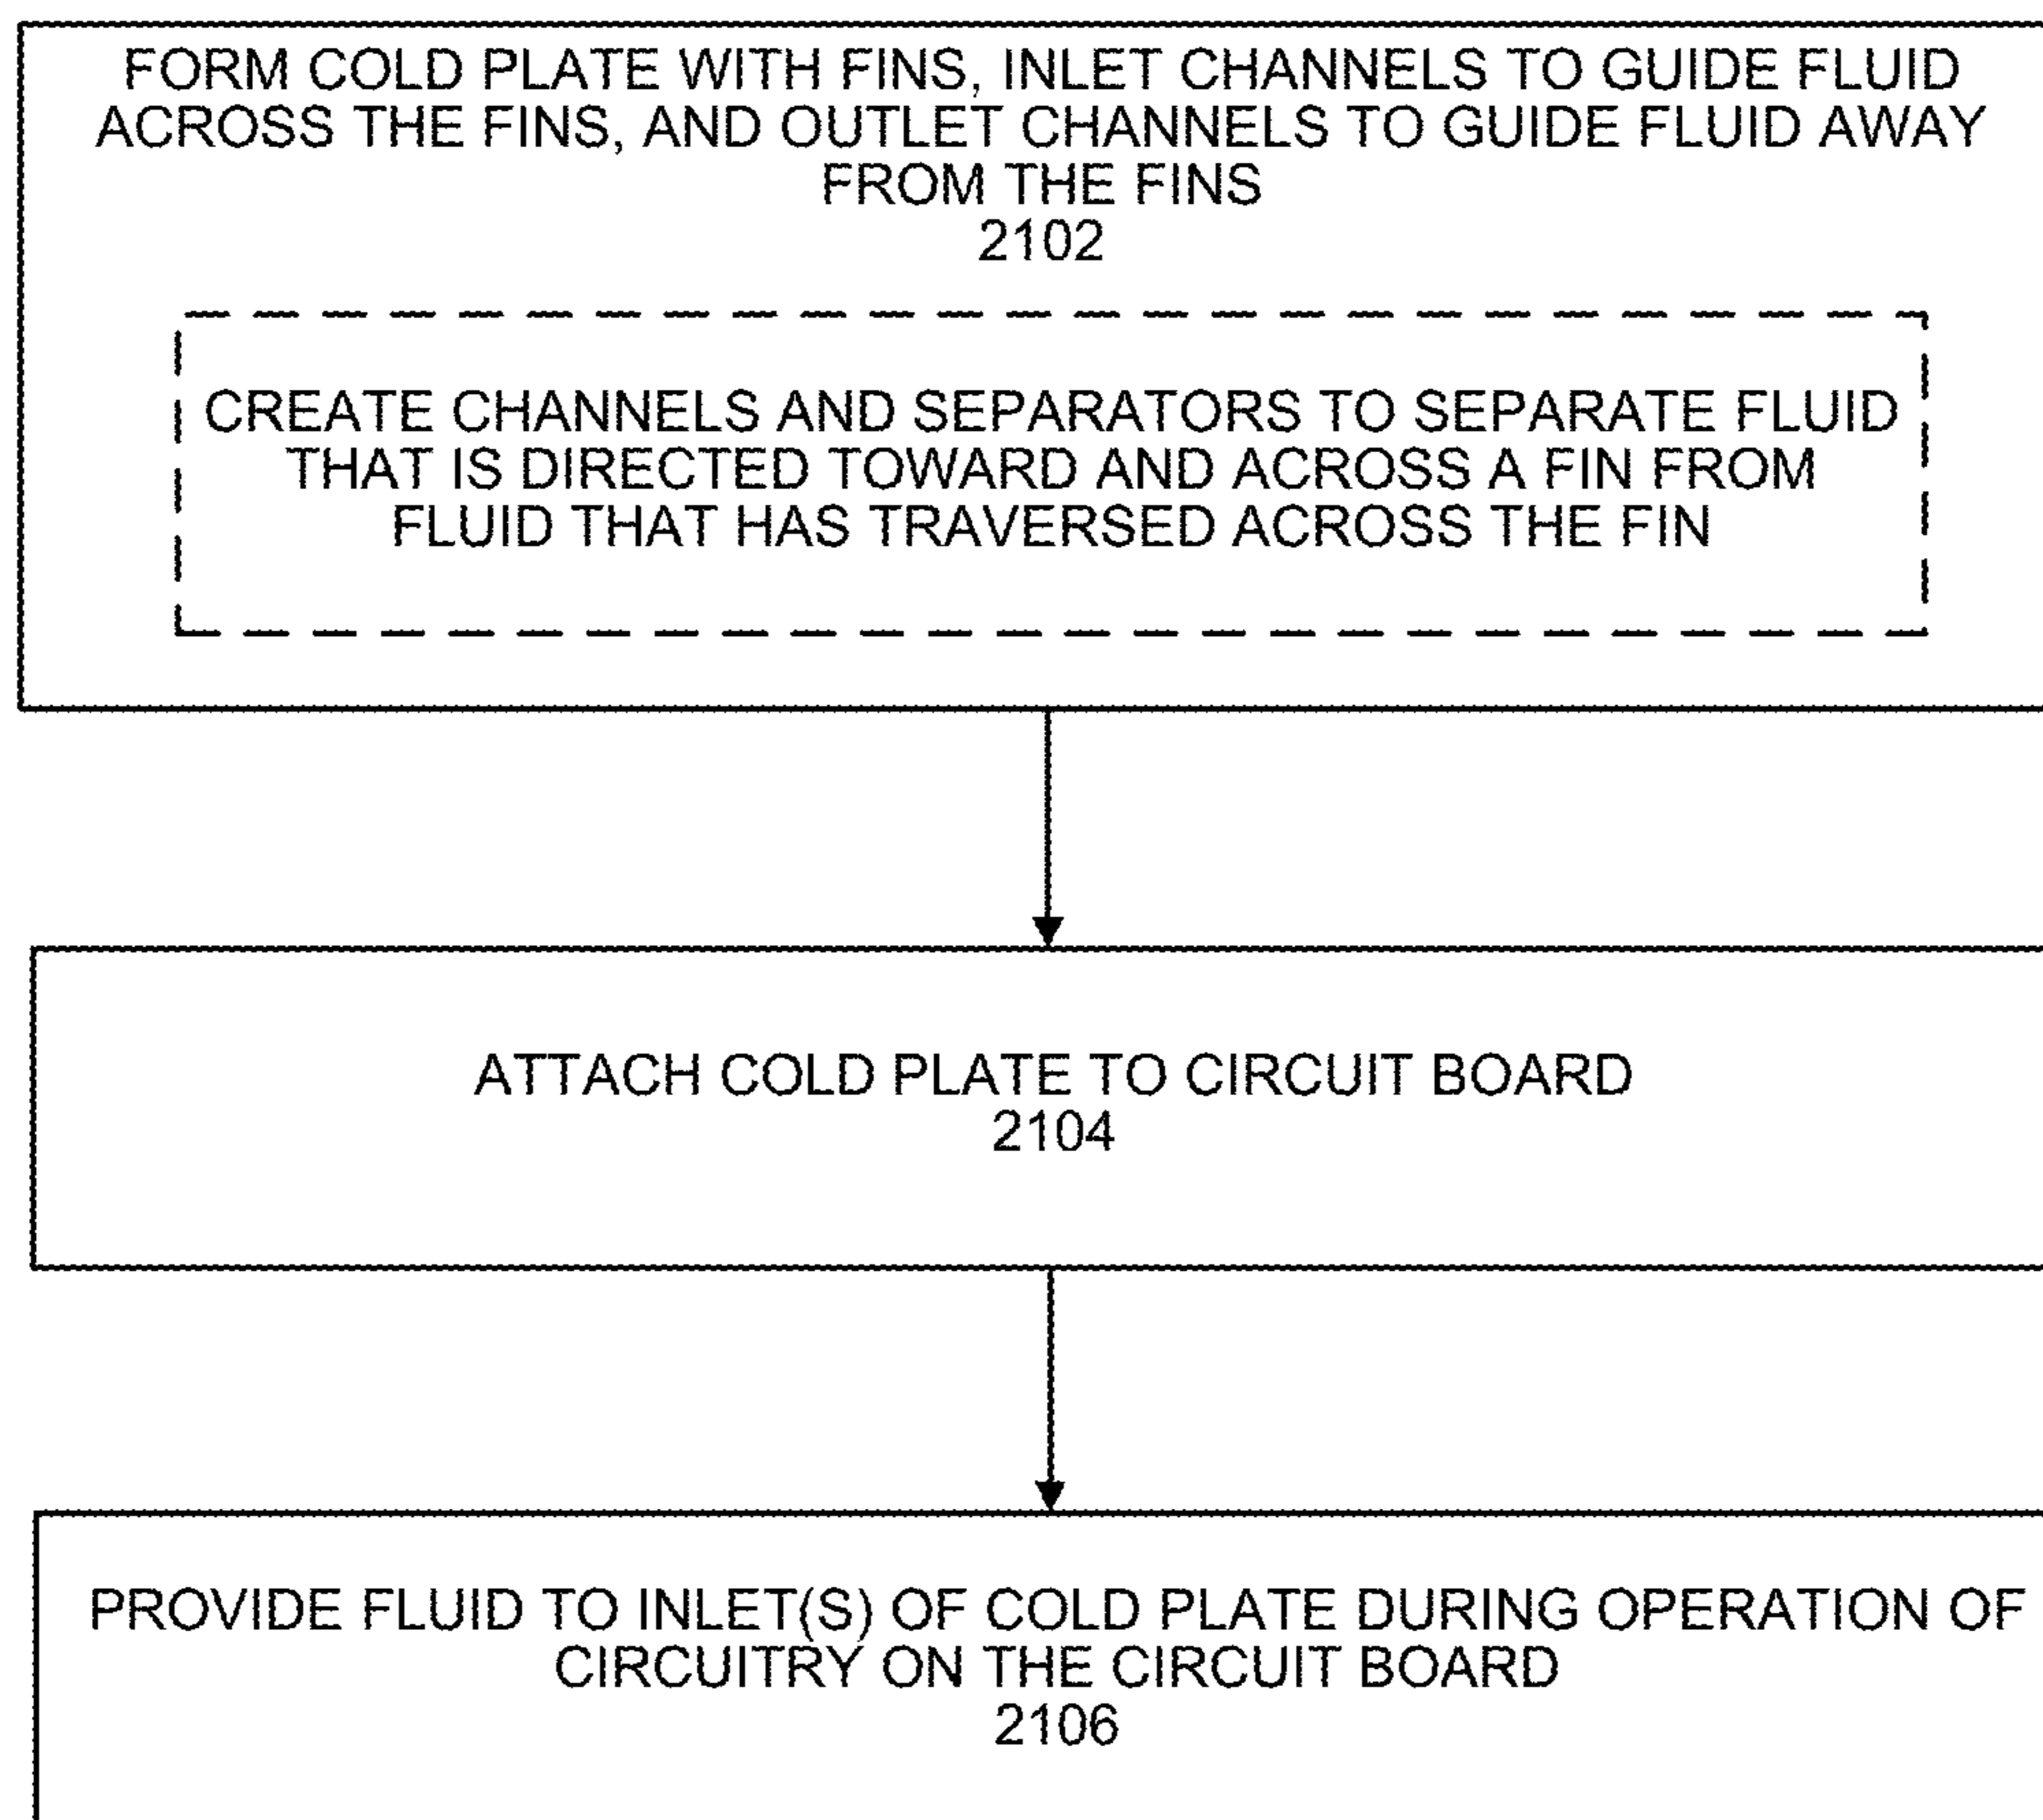 FORM COLD PLATE WITH FINS, INLET CHANNELS TO GUIDE FLUID
ACROSS THE FINS, AND OUTLET CHANNELS TO GUIDE FLUID AWAY
FROM THE FINS
2102
CREATE CHANNELS AND SEPARATORS TO SEPARATE FLUID
THAT IS DIRECTED TOWARD AND ACROSS A FIN FROM
FLUID THAT HAS TRAVERSED ACROSS THE FIN
ATTACH COLD PLATE TO CIRCUIT BOARD
2104
PROVIDE FLUID TO INLET(S) OF COLD PLATE DURING OPERATION OF
CIRCUITRY ON THE CIRCUIT BOARD
2106